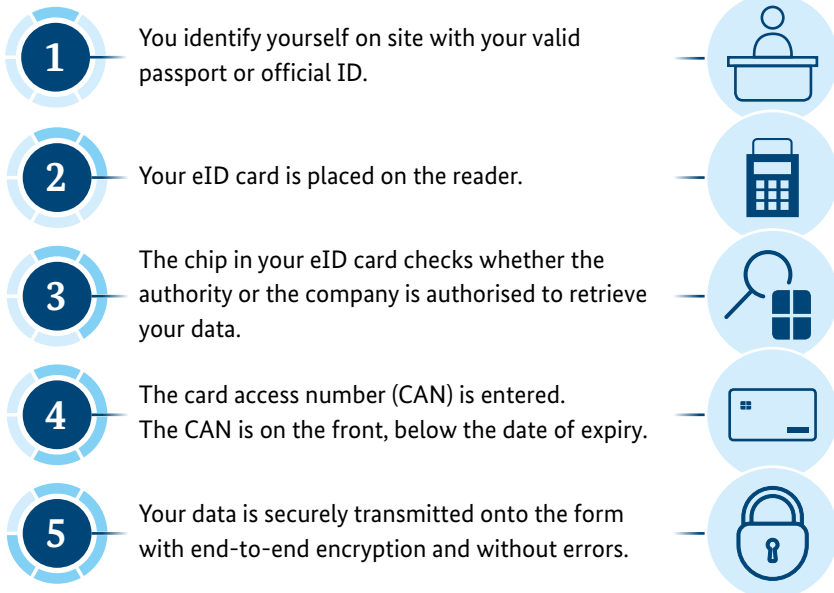 1
You identify yourself on site with your valid
passport or official ID.
2
Your eID card is placed on the reader.
3
The chip in your eID card checks whether the
authority or the company is authorised to retrieve
your data.
4
The card access number (CAN) is entered.
The CAN is on the front, below the date of expiry.
5
Your data is securely transmitted onto the form
with end-to-end encryption and without errors.